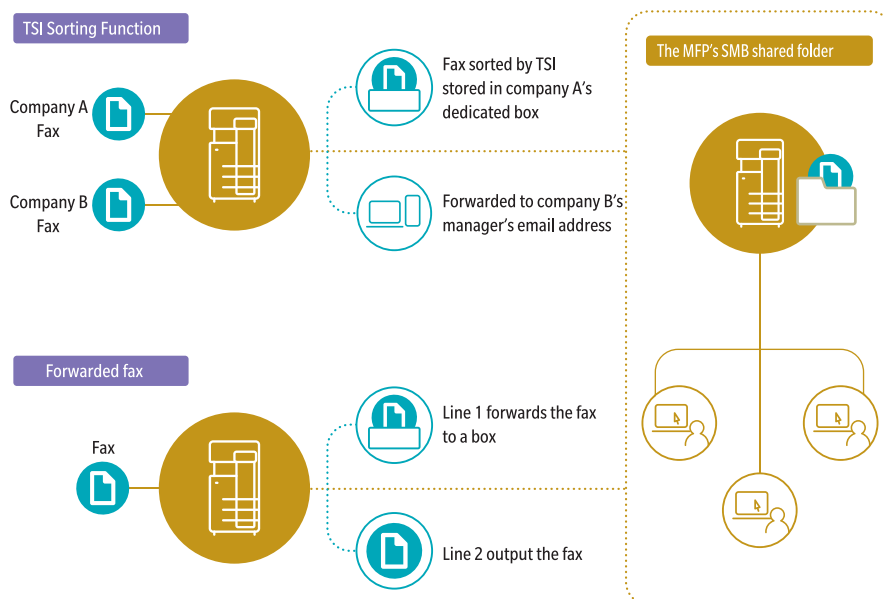 TSI Sorting Function
Company A
Fax
Company B
Fax
Fax sorted by TSI
stored in company A's
dedicated box
Forwarded to company B's
manager's email address
Forwarded fax
Fax
Line 1 forwards the fax
to a box
Line 2 output the fax
The MFP's SMB shared folder